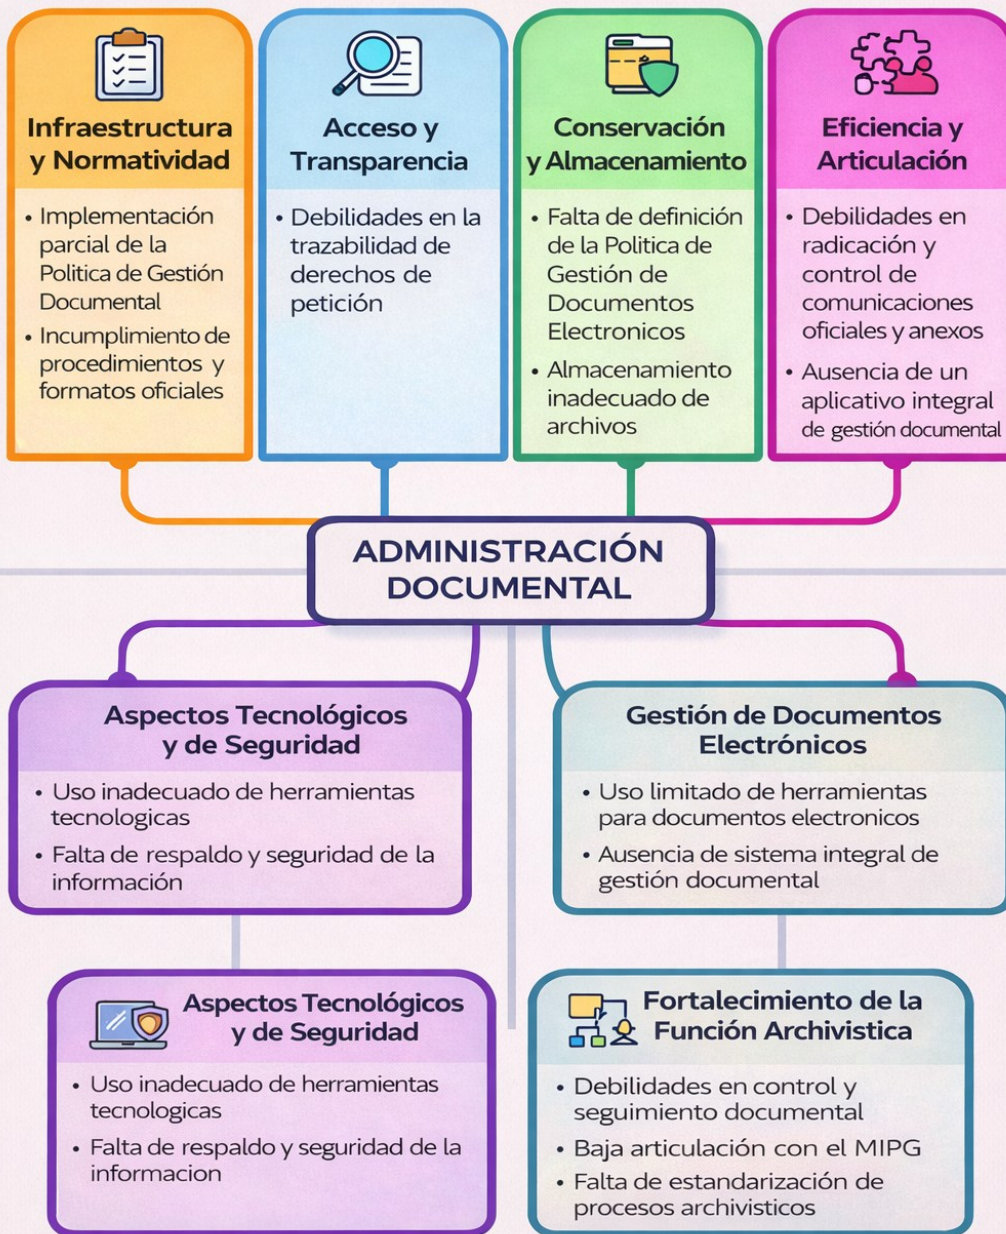 Infraestructura
y Normatividad
• Implementación
parcial de la
Politica de Gestión
Documental
• Incumplimiento de
procedimientos y
formatos oficiales
Acceso y
Transparencia
• Debilidades en la
trazabilidad de
derechos de
petición
Conservación
y Almacenamiento
• Falta de definición
de la Politica de
Gestión de
Documentos
Electronicos
• Almacenamiento
inadecuado de
archivos
Eficiencia y
Articulación
• Debilidades en
radicación y
control de
comunicaciones
oficiales y anexos
• Ausencia de un
aplicativo integral
de gestión documental
ADMINISTRACIÓN
DOCUMENTAL
Aspectos Tecnológicos
y de Seguridad
• Uso inadecuado de herramientas
tecnologicas
• Falta de respaldo y seguridad de la
información
Gestión de Documentos
Electrónicos
• Uso limitado de herramientas
para documentos electronicos
• Ausencia de sistema integral de
gestión documental
Aspectos Tecnológicos
y de Seguridad
• Uso inadecuado de herramientas
tecnologicas
• Falta de respaldo y seguridad de la
informacion
Fortalecimiento de la
Función Archivistica
• Debilidades en control y
seguimiento documental
• Baja articulación con el MIPG
• Falta de estandarización de
procesos archivisticos